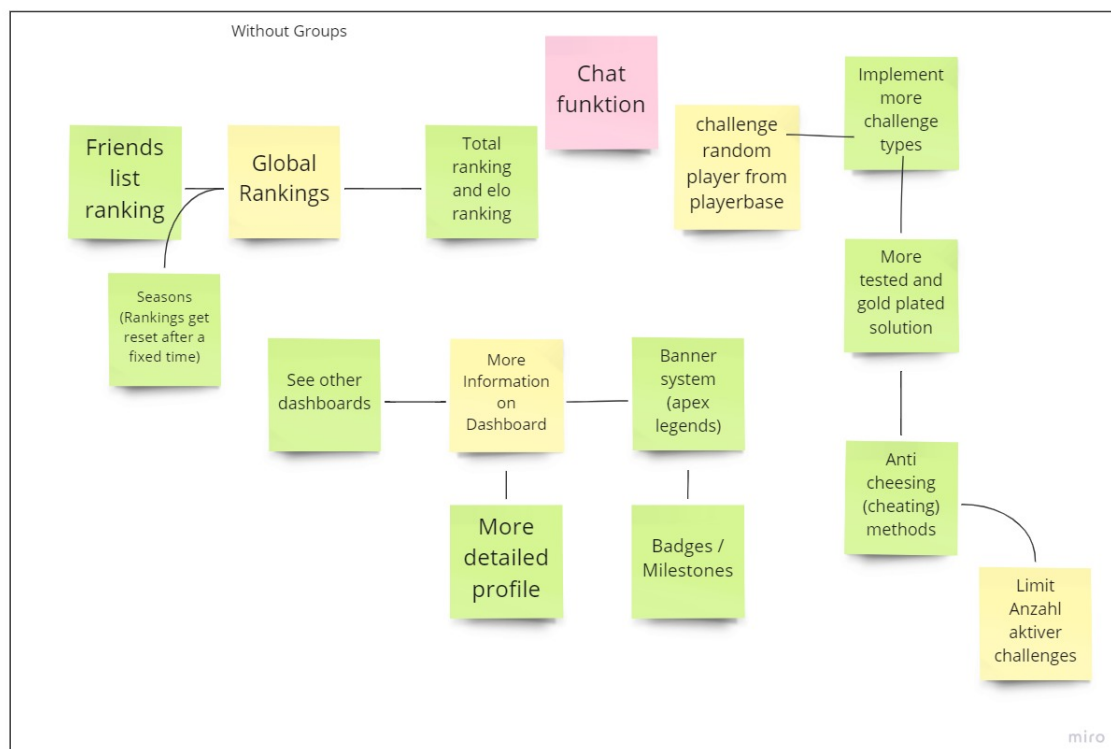 Without Groups
Chat
funktion
Implement
more
challenge
types
challenge
random
player from
playerbase
Friends
list
ranking
Global
Rankings
Total
ranking
and elo
ranking
Seasons
(Rankings get
reset after a
fixed time)
More
tested and
gold plated
solution
See other
dashboards
More
Information
on
Dashboard
Banner
system
(apex
legends)
Anti
cheesing
(cheating)
methods
More
detailed
profile
Badges /
Milestones
Limit
Anzahl
aktiver
challenges
miro